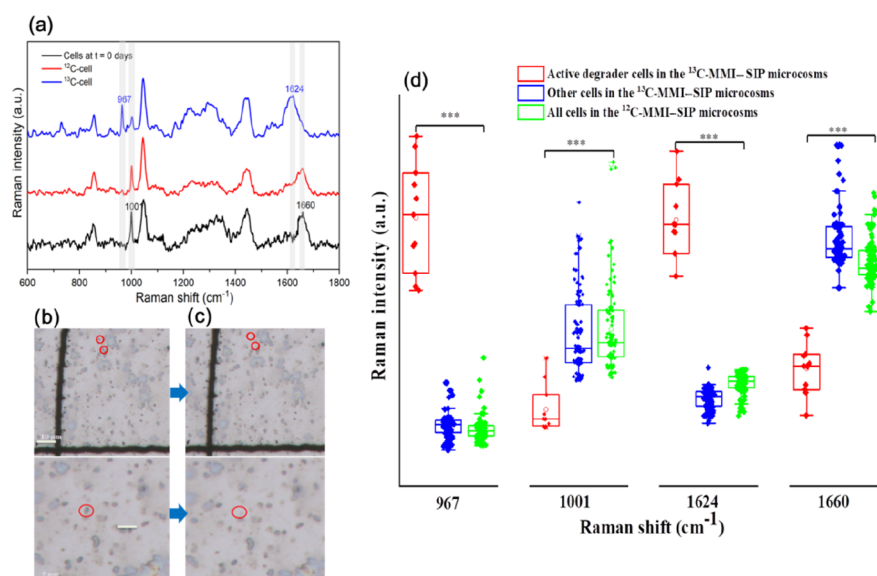 (a)
Cells at t = 0 days
¹²C-cell
¹³C-cell
967
1624
1001
1660
Raman intensity (a.u.)
600 800 1000 1200 1400 1600 1800
Raman shift (cm⁻¹)
(b)
(c)
(d)
Active degrader cells in the ¹³C-MMI–SIP microcosms
Other cells in the ¹³C-MMI–SIP microcosms
All cells in the ¹²C-MMI–SIP microcosms
*** *** *** ***
Raman intensity (a.u.)
967 1001 1624 1660
Raman shift (cm⁻¹)